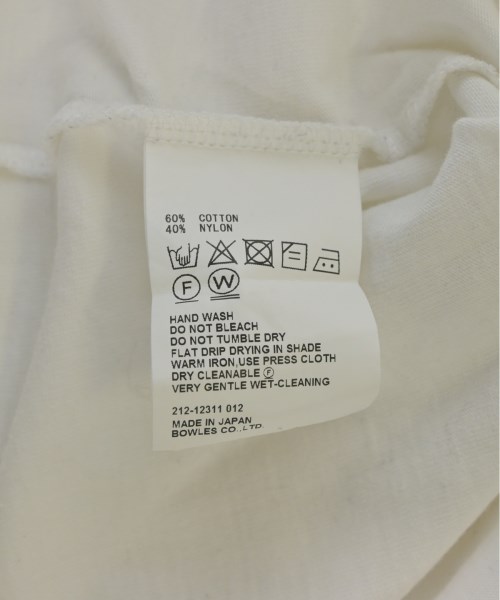 60% COTTON
40% NYLON
F W
HAND WASH
DO NOT BLEACH
DO NOT TUMBLE DRY
FLAT DRIP DRYING IN SHADE
WARM IRON,USE PRESS CLOTH
DRY CLEANABLE Ⓕ
VERY GENTLE WET-CLEANING
212-12311 012
MADE IN JAPAN
BOWLES CO.,LTD.